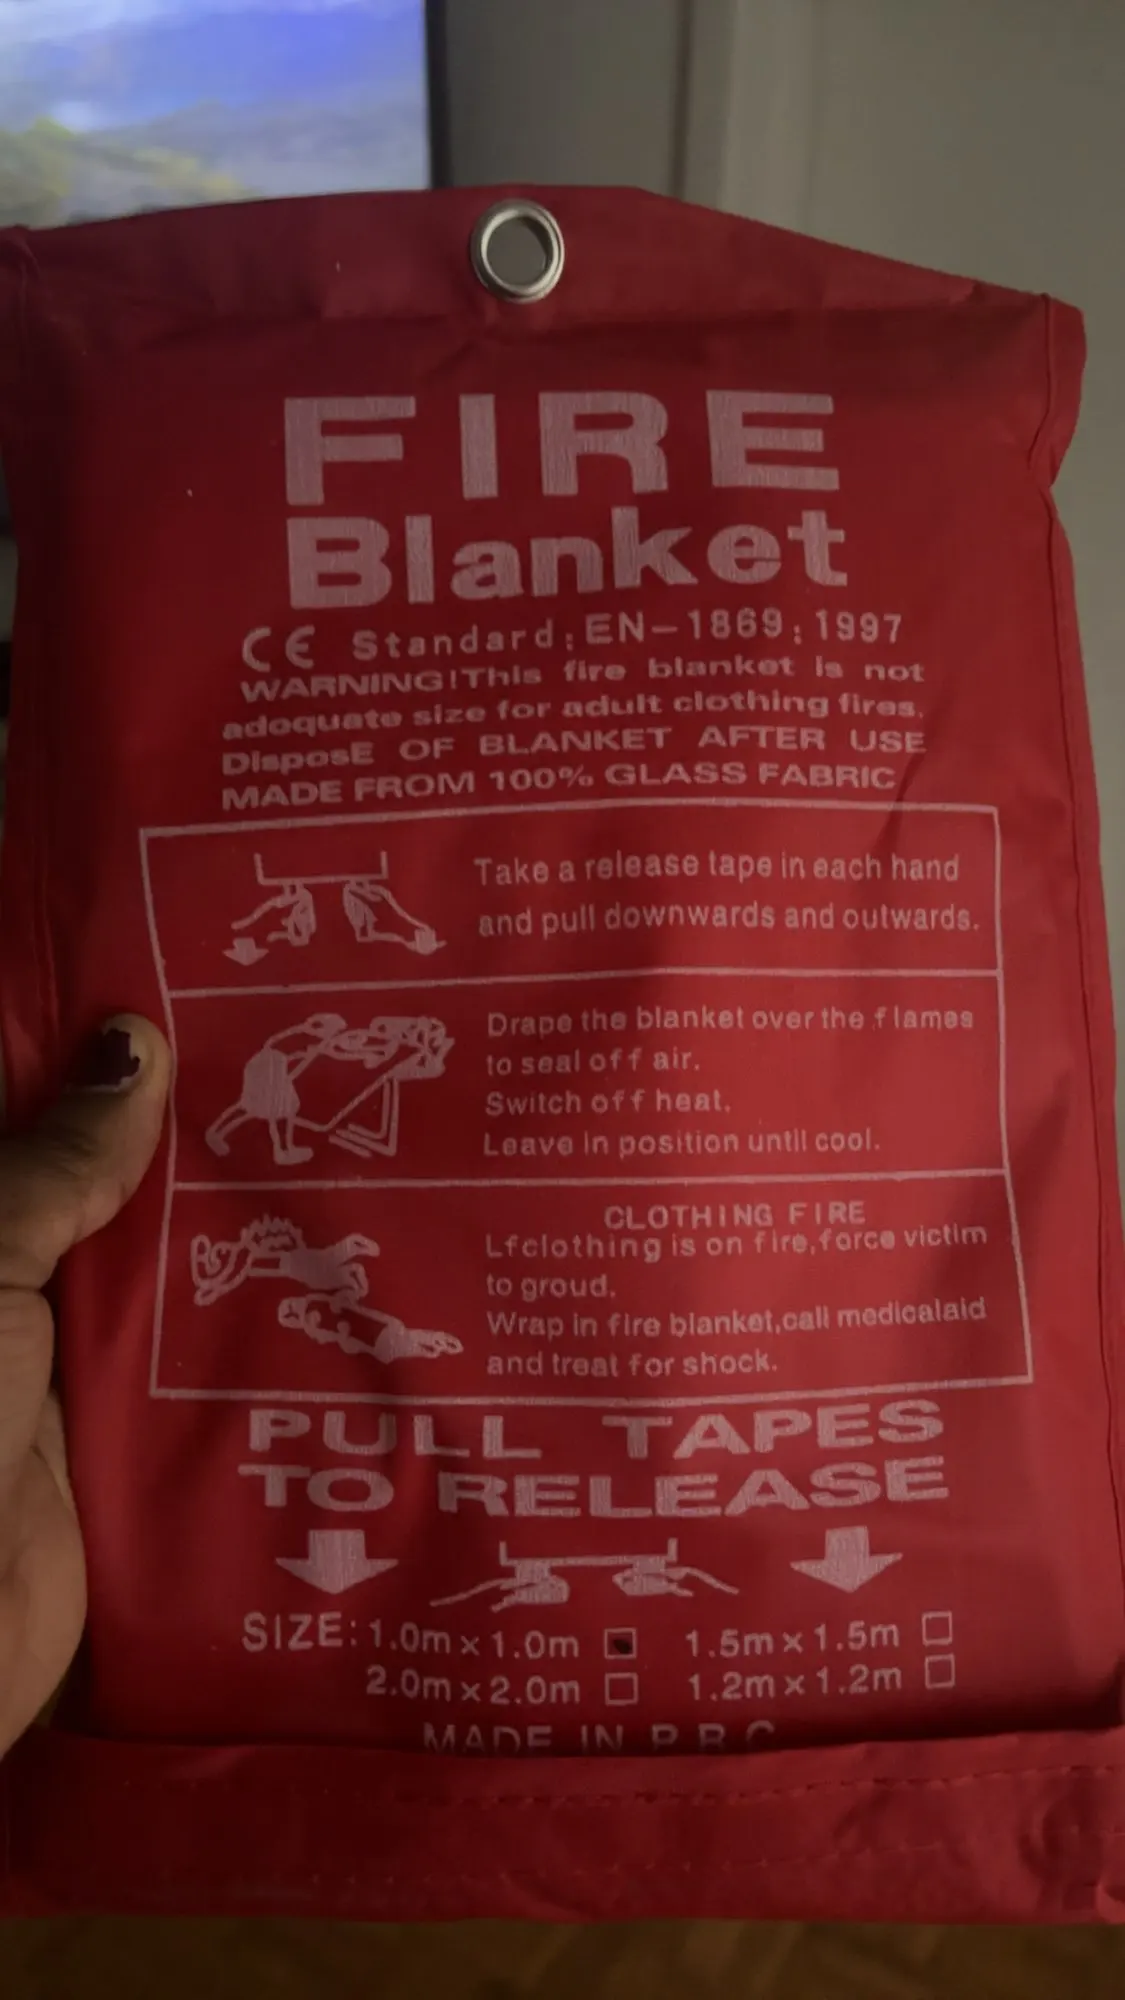 FIRE
Blanket
CE Standard:EN-1869:1997
WARNING!This fire blanket is not
adoquate size for adult clothing fires.
DisposE OF BLANKET AFTER USE
MADE FROM 100% GLASS FABRIC
Take a release tape in each hand
and pull downwards and outwards.
Drape the blanket over the flames
to seal off air.
Switch off heat.
Leave in position until cool.
CLOTHING FIRE
Lfclothing is on fire,force victim
to groud.
Wrap in fire blanket,call medicalaid
and treat for shock.
PULL TAPES
TO RELEASE
SIZE: 1.0m x 1.0m 1.5m x 1.5m
2.0m x 2.0m 1.2m x 1.2m
MADE IN P.R.C